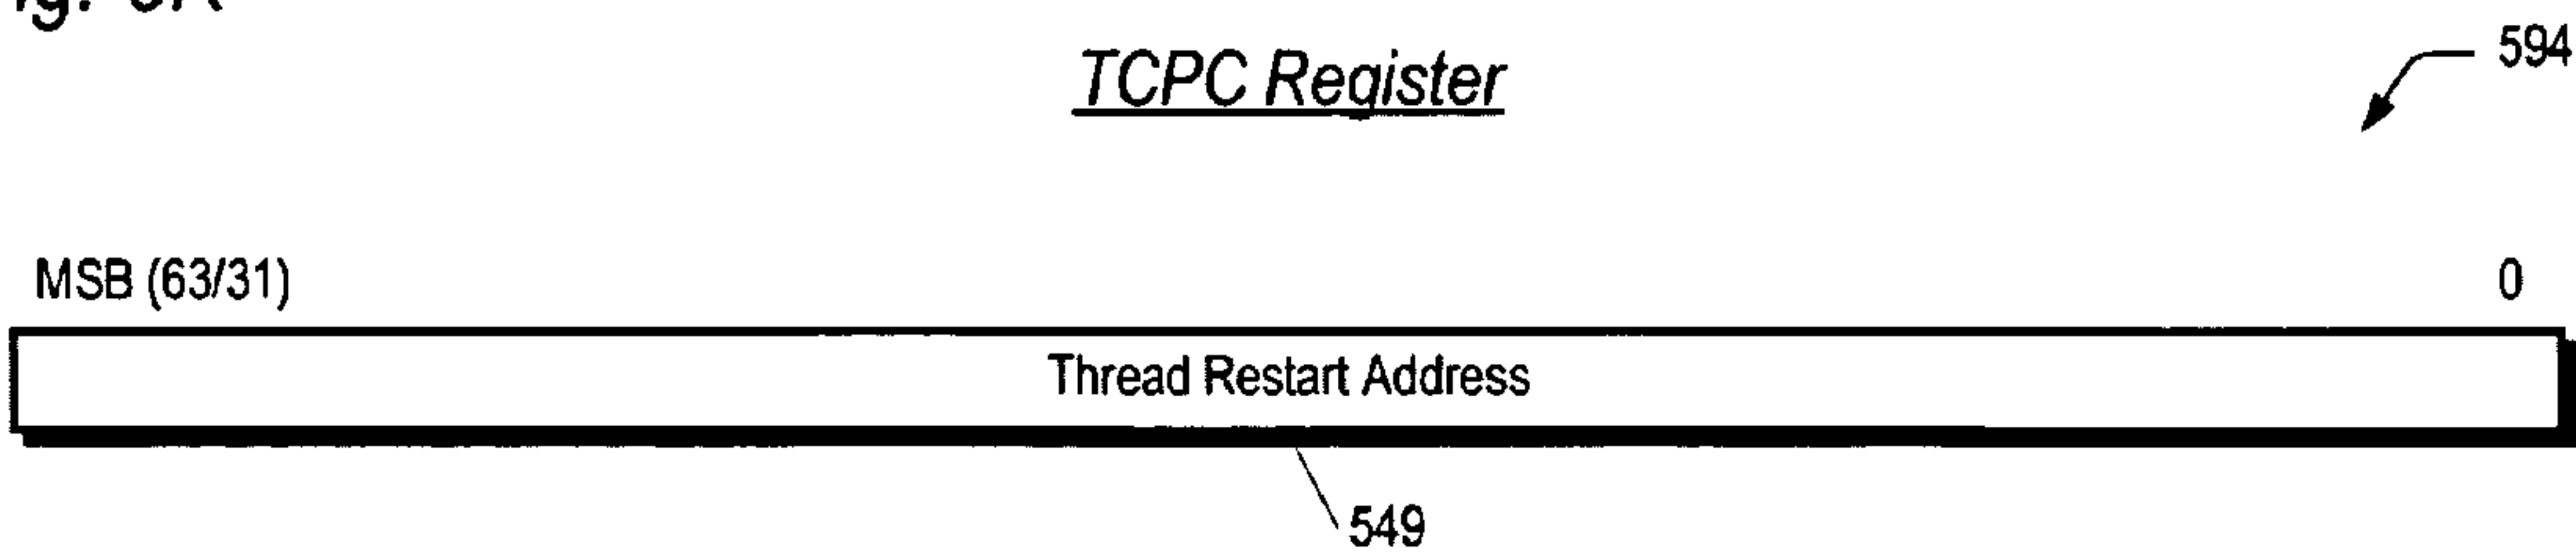 TCPC Register
594
MSB (63/31)
0
Thread Restart Address
549